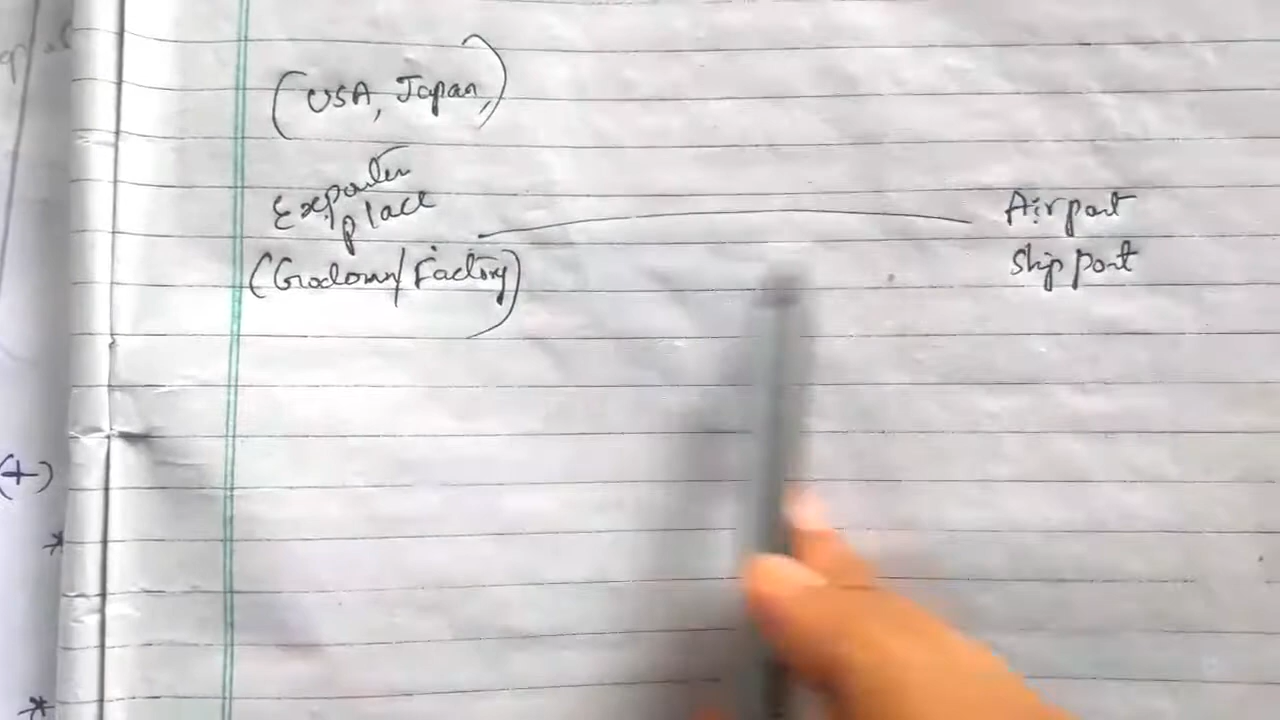 (USA, Japan,)
Exporter
place
(Godown/Factory)
Airport
Ship port
(+)
*
*